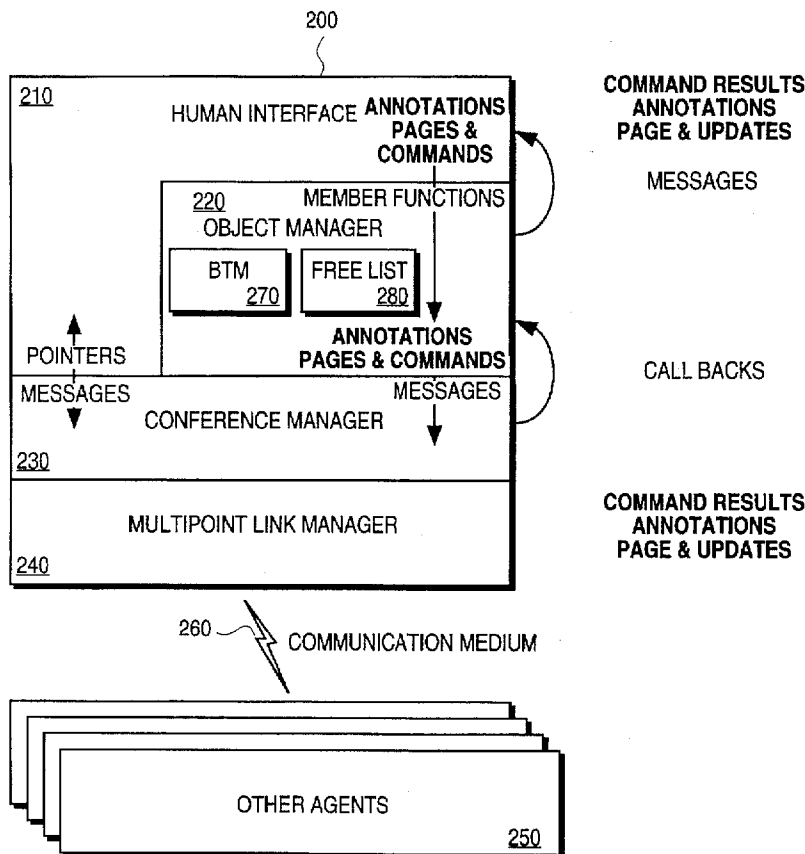 200
210
HUMAN INTERFACE
ANNOTATIONS
PAGES &
COMMANDS
COMMAND RESULTS
ANNOTATIONS
PAGE & UPDATES
MESSAGES
220
MEMBER FUNCTIONS
OBJECT MANAGER
BTM
270
FREE LIST
280
ANNOTATIONS
PAGES & COMMANDS
POINTERS
MESSAGES
MESSAGES
CALL BACKS
CONFERENCE MANAGER
230
MULTIPOINT LINK MANAGER
240
COMMAND RESULTS
ANNOTATIONS
PAGE & UPDATES
260
COMMUNICATION MEDIUM
OTHER AGENTS
250